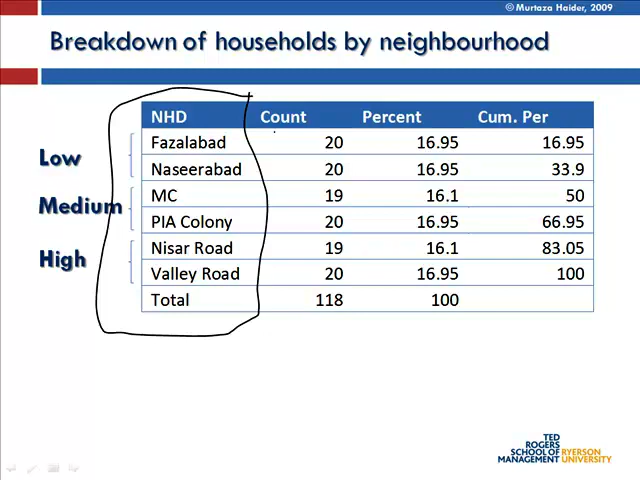 © Murtaza Haider, 2009
Breakdown of households by neighbourhood
NHD Count Percent Cum. Per
Fazalabad 20 16.95 16.95
Low
Naseerabad 20 16.95 33.9
MC 19 16.1 50
Medium
PIA Colony 20 16.95 66.95
Nisar Road 19 16.1 83.05
High
Valley Road 20 16.95 100
Total 118 100
TED
ROGERS
SCHOOL OF RYERSON
MANAGEMENT UNIVERSITY